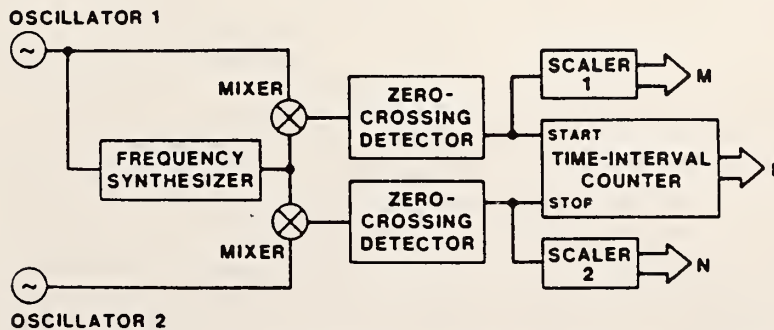 OSCILLATOR 1
~
MIXER
ZERO-
CROSSING
DETECTOR
SCALER
1
M
FREQUENCY
SYNTHESIZER
START
TIME-INTERVAL
COUNTER
STOP
ZERO-
CROSSING
DETECTOR
MIXER
SCALER
2
N
~
OSCILLATOR 2